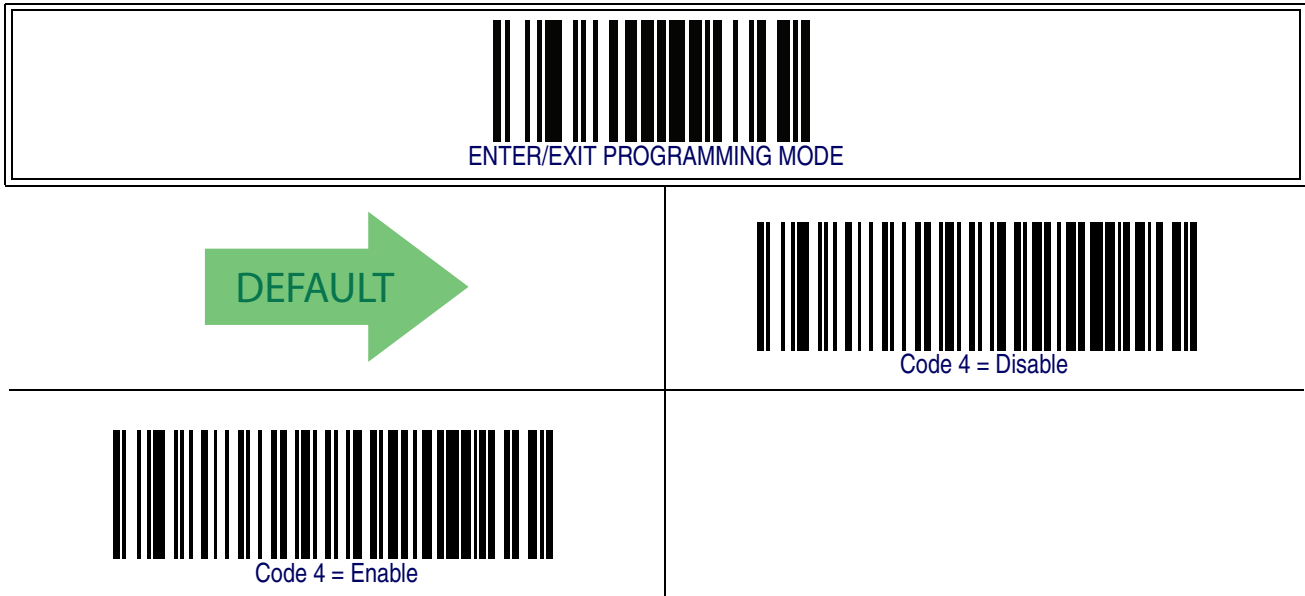 ENTER/EXIT PROGRAMMING MODE
DEFAULT
Code 4 = Disable
Code 4 = Enable